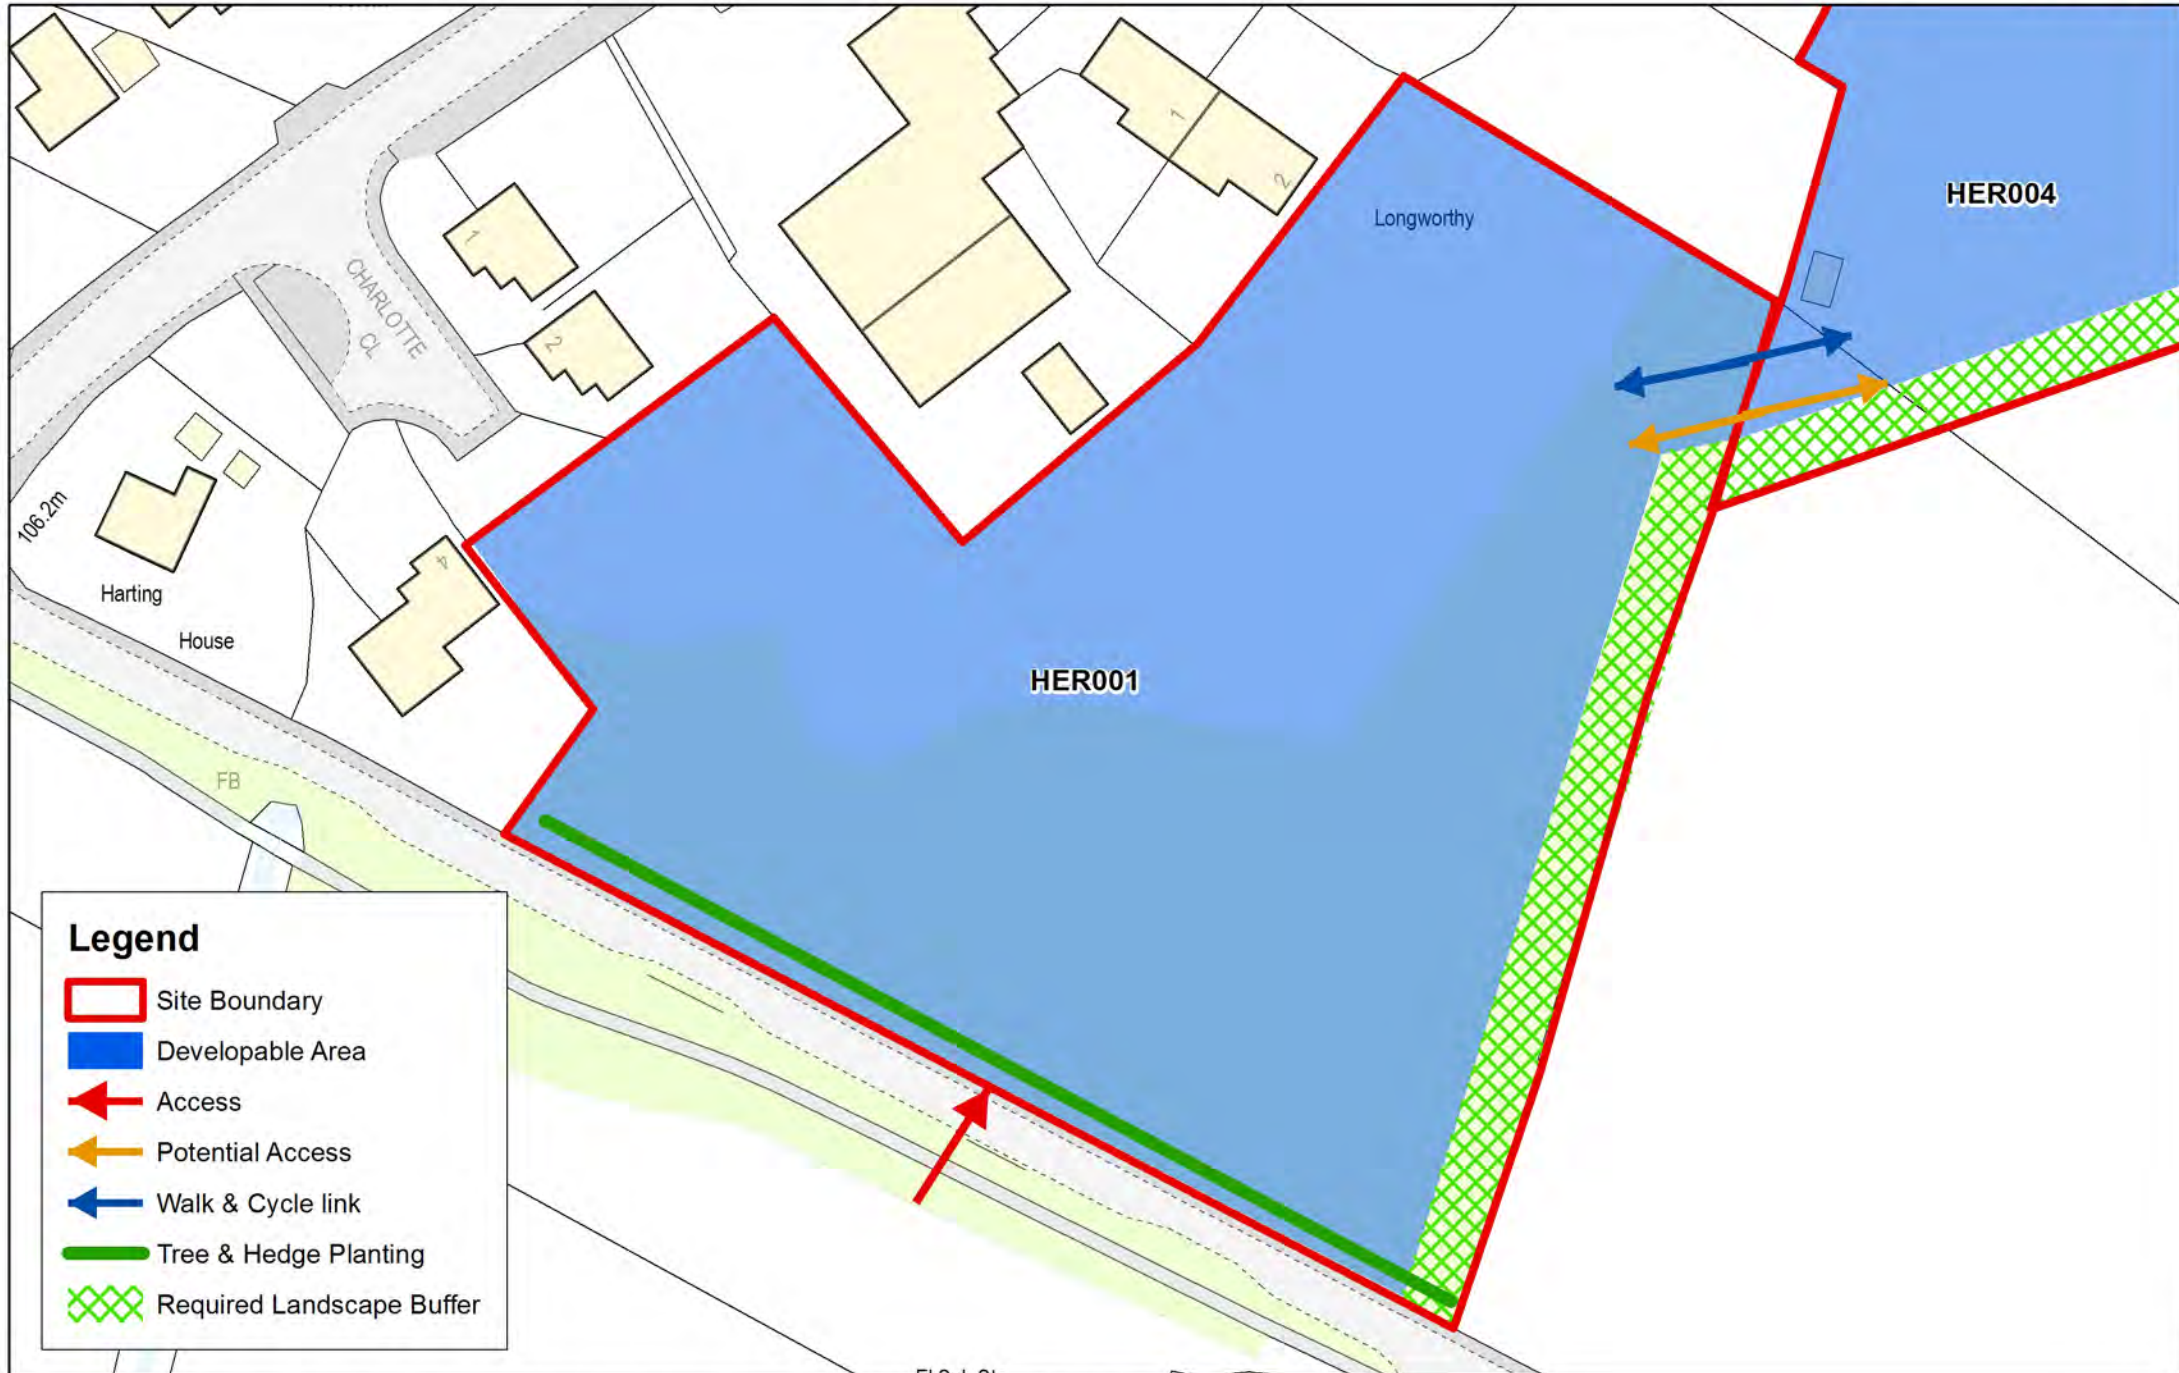 HER004
Longworthy
1
2
1
2
CHARLOTTE
CL
4
106.2m
Harting
House
HER001
FB
Legend
Site Boundary
Developable Area
Access
Potential Access
Walk & Cycle link
Tree & Hedge Planting
Required Landscape Buffer